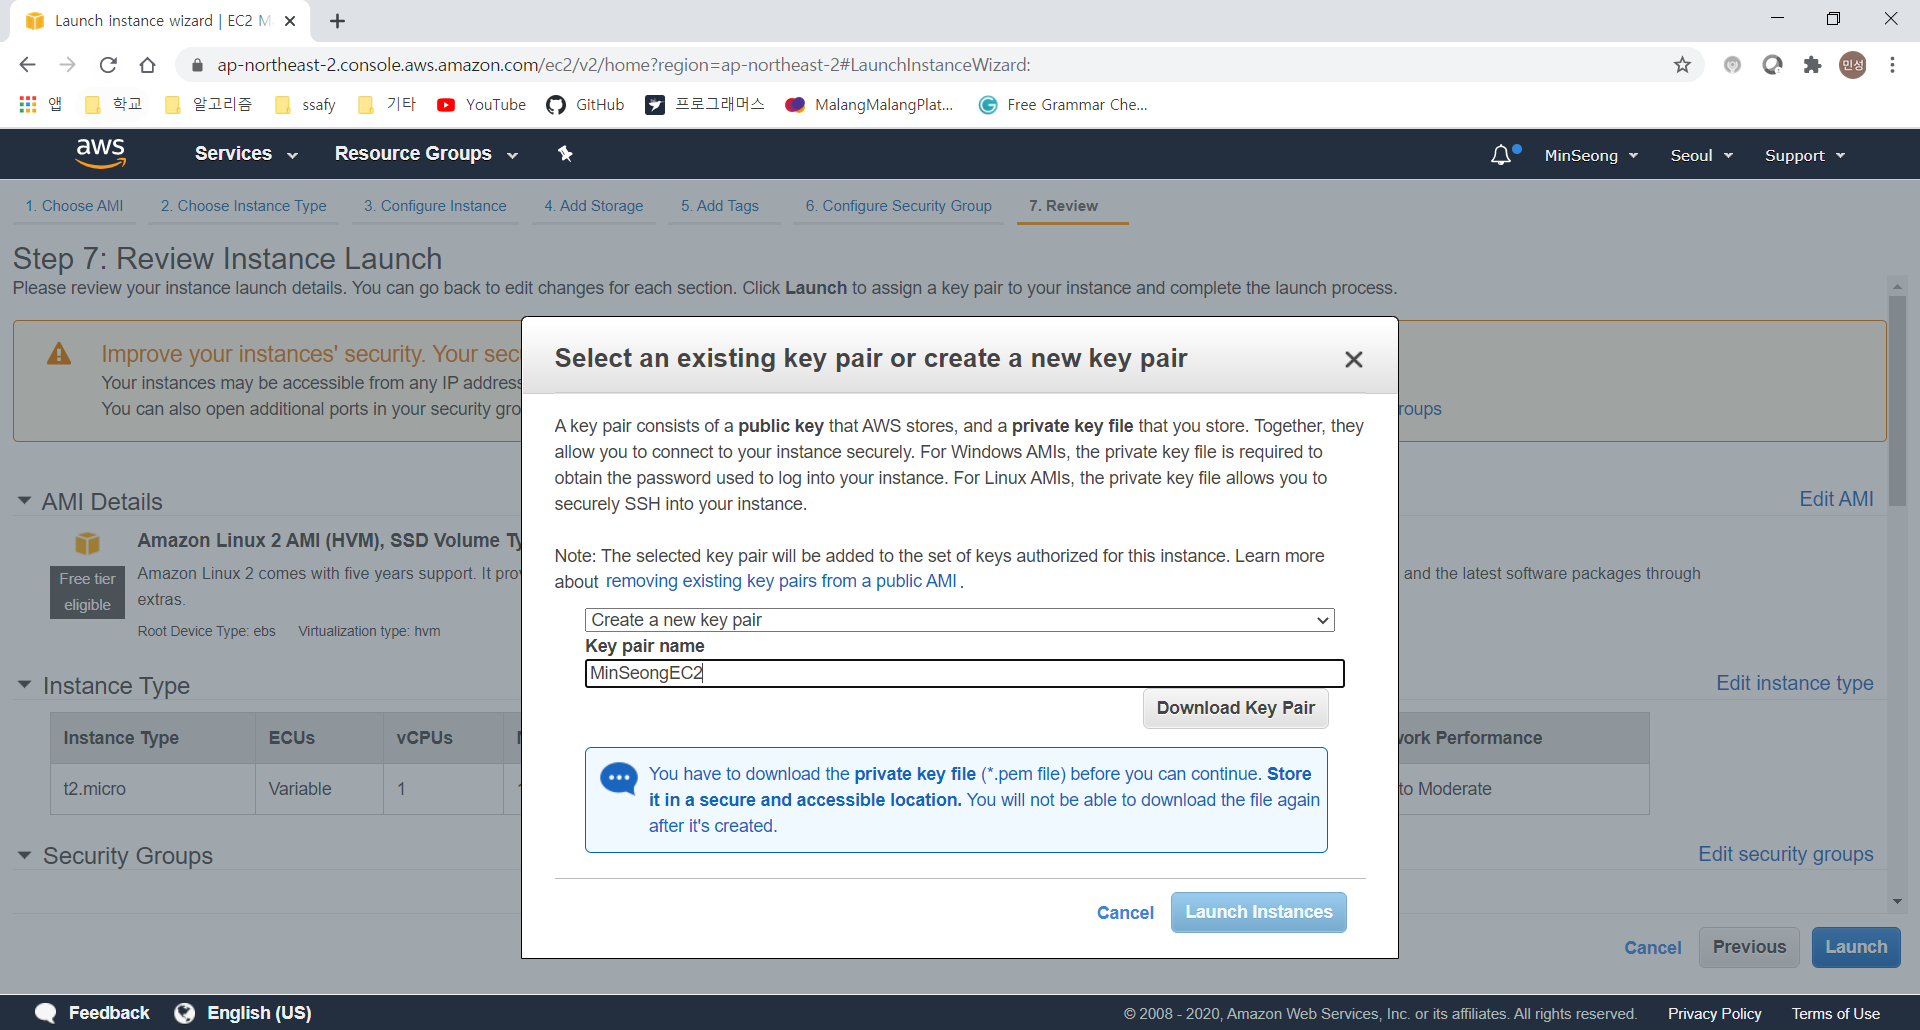 Launch instance wizard | EC2 M
ap-northeast-2.console.aws.amazon.com/ec2/v2/home?region=ap-northeast-2#LaunchInstanceWizard:
민성
앱 학교 알고리즘 ssafy 기타 YouTube GitHub 프로그래머스 MalangMalangPlat... Free Grammar Che...
aws Services Resource Groups MinSeong Seoul Support
1. Choose AMI 2. Choose Instance Type 3. Configure Instance 4. Add Storage 5. Add Tags 6. Configure Security Group 7. Review
Step 7: Review Instance Launch
Please review your instance launch details. You can go back to edit changes for each section. Click Launch to assign a key pair to your instance and complete the launch process.
Improve your instances' security. Your sec
Your instances may be accessible from any IP address
You can also open additional ports in your security gro
roups
AMI Details
Edit AMI
Amazon Linux 2 AMI (HVM), SSD Volume Ty
Free tier
eligible
Amazon Linux 2 comes with five years support. It pro
and the latest software packages through
extras.
Root Device Type: ebs Virtualization type: hvm
Instance Type
Edit instance type
Instance Type ECUs vCPUs
work Performance
t2.micro Variable 1
to Moderate
Security Groups
Edit security groups
Select an existing key pair or create a new key pair
A key pair consists of a public key that AWS stores, and a private key file that you store. Together, they
allow you to connect to your instance securely. For Windows AMIs, the private key file is required to
obtain the password used to log into your instance. For Linux AMIs, the private key file allows you to
securely SSH into your instance.
Note: The selected key pair will be added to the set of keys authorized for this instance. Learn more
about removing existing key pairs from a public AMI .
Create a new key pair
Key pair name
MinSeongEC2
Download Key Pair
You have to download the private key file (*.pem file) before you can continue. Store
it in a secure and accessible location. You will not be able to download the file again
after it's created.
Cancel Launch Instances
Cancel Previous Launch
Feedback English (US) © 2008 - 2020, Amazon Web Services, Inc. or its affiliates. All rights reserved. Privacy Policy Terms of Use